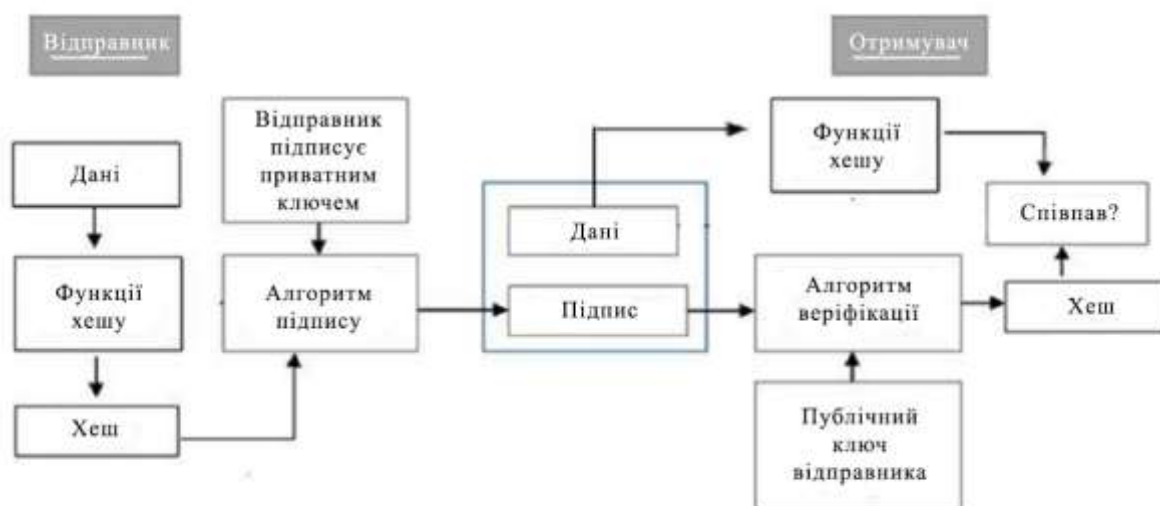 Відправник
Отримувач
Дані
Функції
хешу
Хеш
Відправник
підписує
приватним
ключем
Алгоритм
підпису
Дані
Підпис
Функції
хешу
Алгоритм
веріфікації
Публічний
ключ
відправника
Співпав?
Хеш